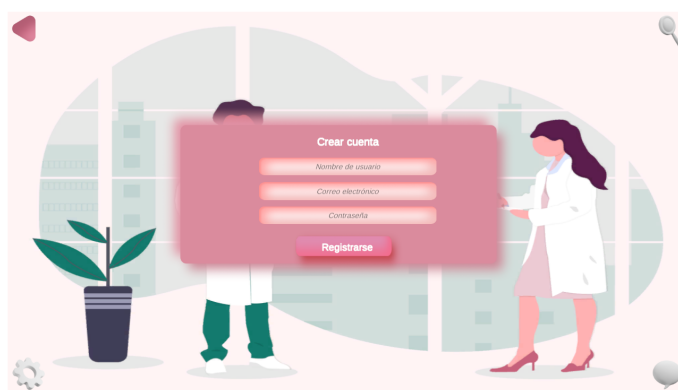 Crear cuenta
Nombre de usuario
Correo electrónico
Contraseña
Registrarse